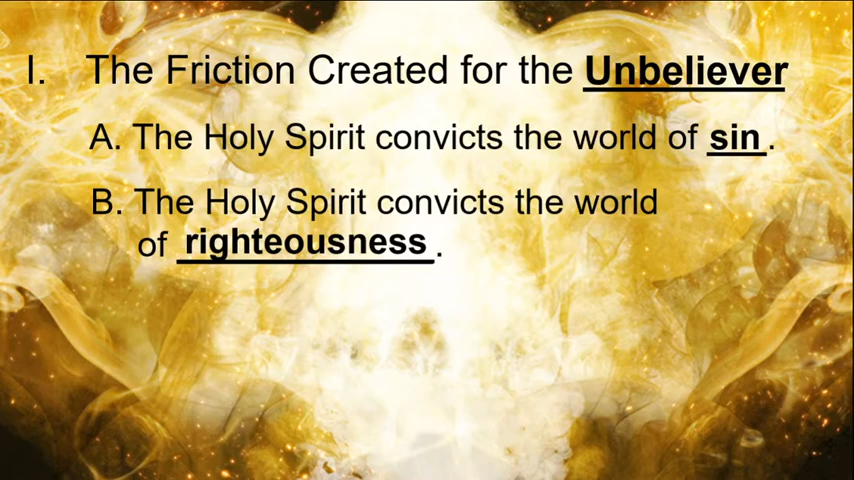 I. The Friction Created for the Unbeliever
A. The Holy Spirit convicts the world of sin.
B. The Holy Spirit convicts the world
of righteousness.